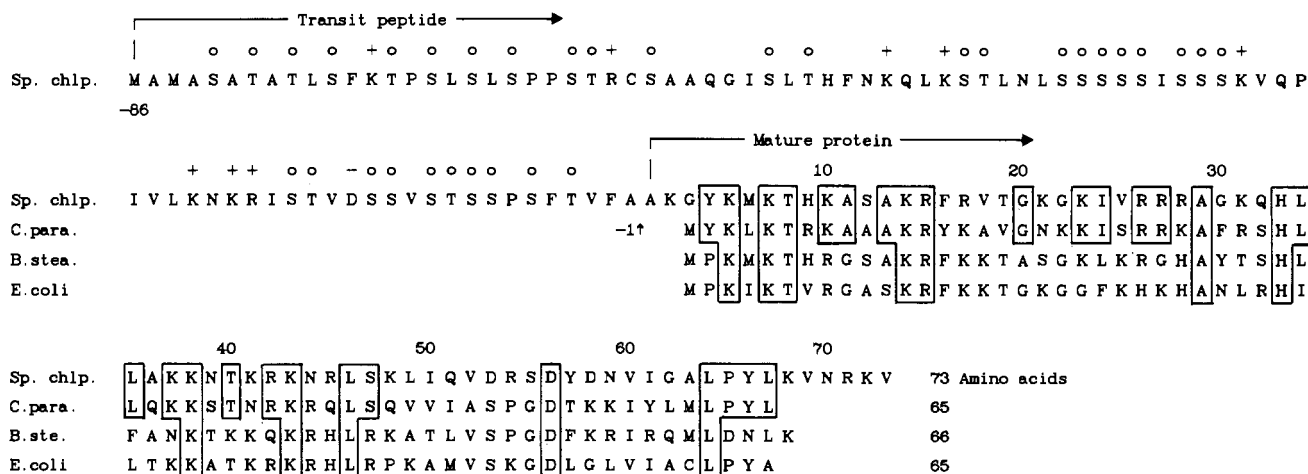 Transit peptide
o o o o + o o o o o o + o o o + + o o o o o o o o o o +
Sp. chlp. M A M A S A T A T L S F K T P S L S L S P P S T R C S A A Q G I S L T H F N K Q L K S T L N L S S S S S I S S S K V Q P
−86
Mature protein
+ + + o o − o o o o o o o o 10 20 30
Sp. chlp. I V L K N K R I S T V D S S V S T S S P S F T V F A A K G Y K M K T H K A S A K R F R V T G K G K I V R R R A G K Q H L
C.para. −1↑ M Y K L K T R K A A A K R Y K A V G N K K I S R R K A F R S H L
B.stea. M P K M K T H R G S A K R F K K T A S G K L K R G H A Y T S H L
E.coli M P K I K T V R G A S K R F K K T G K G G F K H K H A N L R H I
40 50 60 70
Sp. chlp. L A K K N T K R K N R L S K L I Q V D R S D Y D N V I G A L P Y L K V N R K V 73 Amino acids
C.para. L Q K K S T N R K R Q L S Q V V I A S P G D T K K I Y L M L P Y L 65
B.ste. F A N K T K K Q K R H L R K A T L V S P G D F K R I R Q M L D N L K 66
E.coli L T K K A T K R K R H L R P K A M V S K G D L G L V I A C L P Y A 65